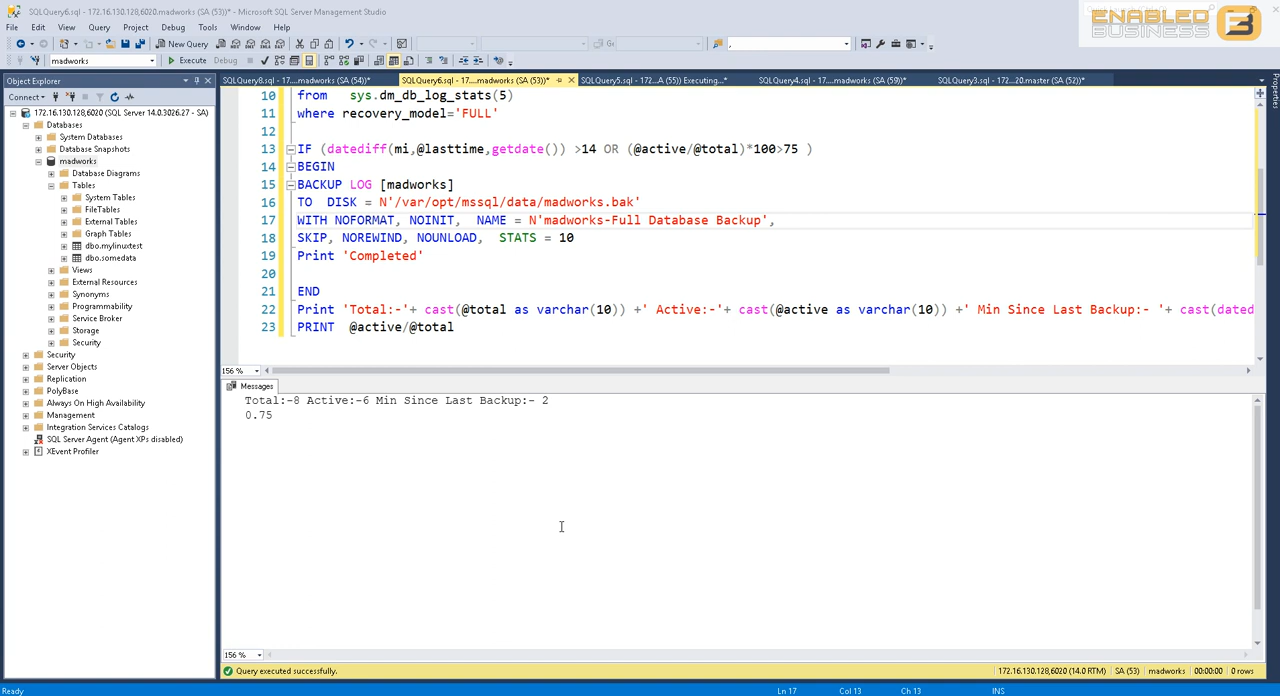 SQLQuery6.sql - 172.16.130.128,6020.madworks (SA (53))* - Microsoft SQL Server Management Studio
ENABLED
BUSINESS
File Edit View Query Project Debug Tools Window Help
New Query
madworks Execute Debug
Object Explorer
Connect
172.16.130.128,6020 (SQL Server 14.0.3026.27 - SA)
Databases
System Databases
Database Snapshots
madworks
Database Diagrams
Tables
System Tables
FileTables
External Tables
Graph Tables
dbo.mylinuxtest
dbo.somedata
Views
External Resources
Synonyms
Programmability
Service Broker
Storage
Security
Security
Server Objects
Replication
PolyBase
Always On High Availability
Management
Integration Services Catalogs
SQL Server Agent (Agent XPs disabled)
XEvent Profiler
SQLQuery8.sql - 17....madworks (SA (54))* SQLQuery6.sql - 17....madworks (SA (53))* SQLQuery5.sql - 172...A (55)) Executing...* SQLQuery4.sql - 17....madworks (SA (59))* SQLQuery3.sql - 172....20.master (SA (52))*
Properties
10 from sys.dm_db_log_stats(5)
11 where recovery_model='FULL'
12
13 IF (datediff(mi,@lasttime,getdate()) >14 OR (@active/@total)*100>75 )
14 BEGIN
15 BACKUP LOG [madworks]
16 TO DISK = N'/var/opt/mssql/data/madworks.bak'
17 WITH NOFORMAT, NOINIT, NAME = N'madworks-Full Database Backup',
18 SKIP, NOREWIND, NOUNLOAD, STATS = 10
19 Print 'Completed'
20
21 END
22 Print 'Total:-'+ cast(@total as varchar(10)) +' Active:-'+ cast(@active as varchar(10)) +' Min Since Last Backup:- '+ cast(dated
23 PRINT @active/@total
156 %
Messages
Total:-8 Active:-6 Min Since Last Backup:- 2
0.75
156 %
Query executed successfully. 172.16.130.128,6020 (14.0 RTM) SA (53) madworks 00:00:00 0 rows
Ready Ln 17 Col 13 Ch 13 INS